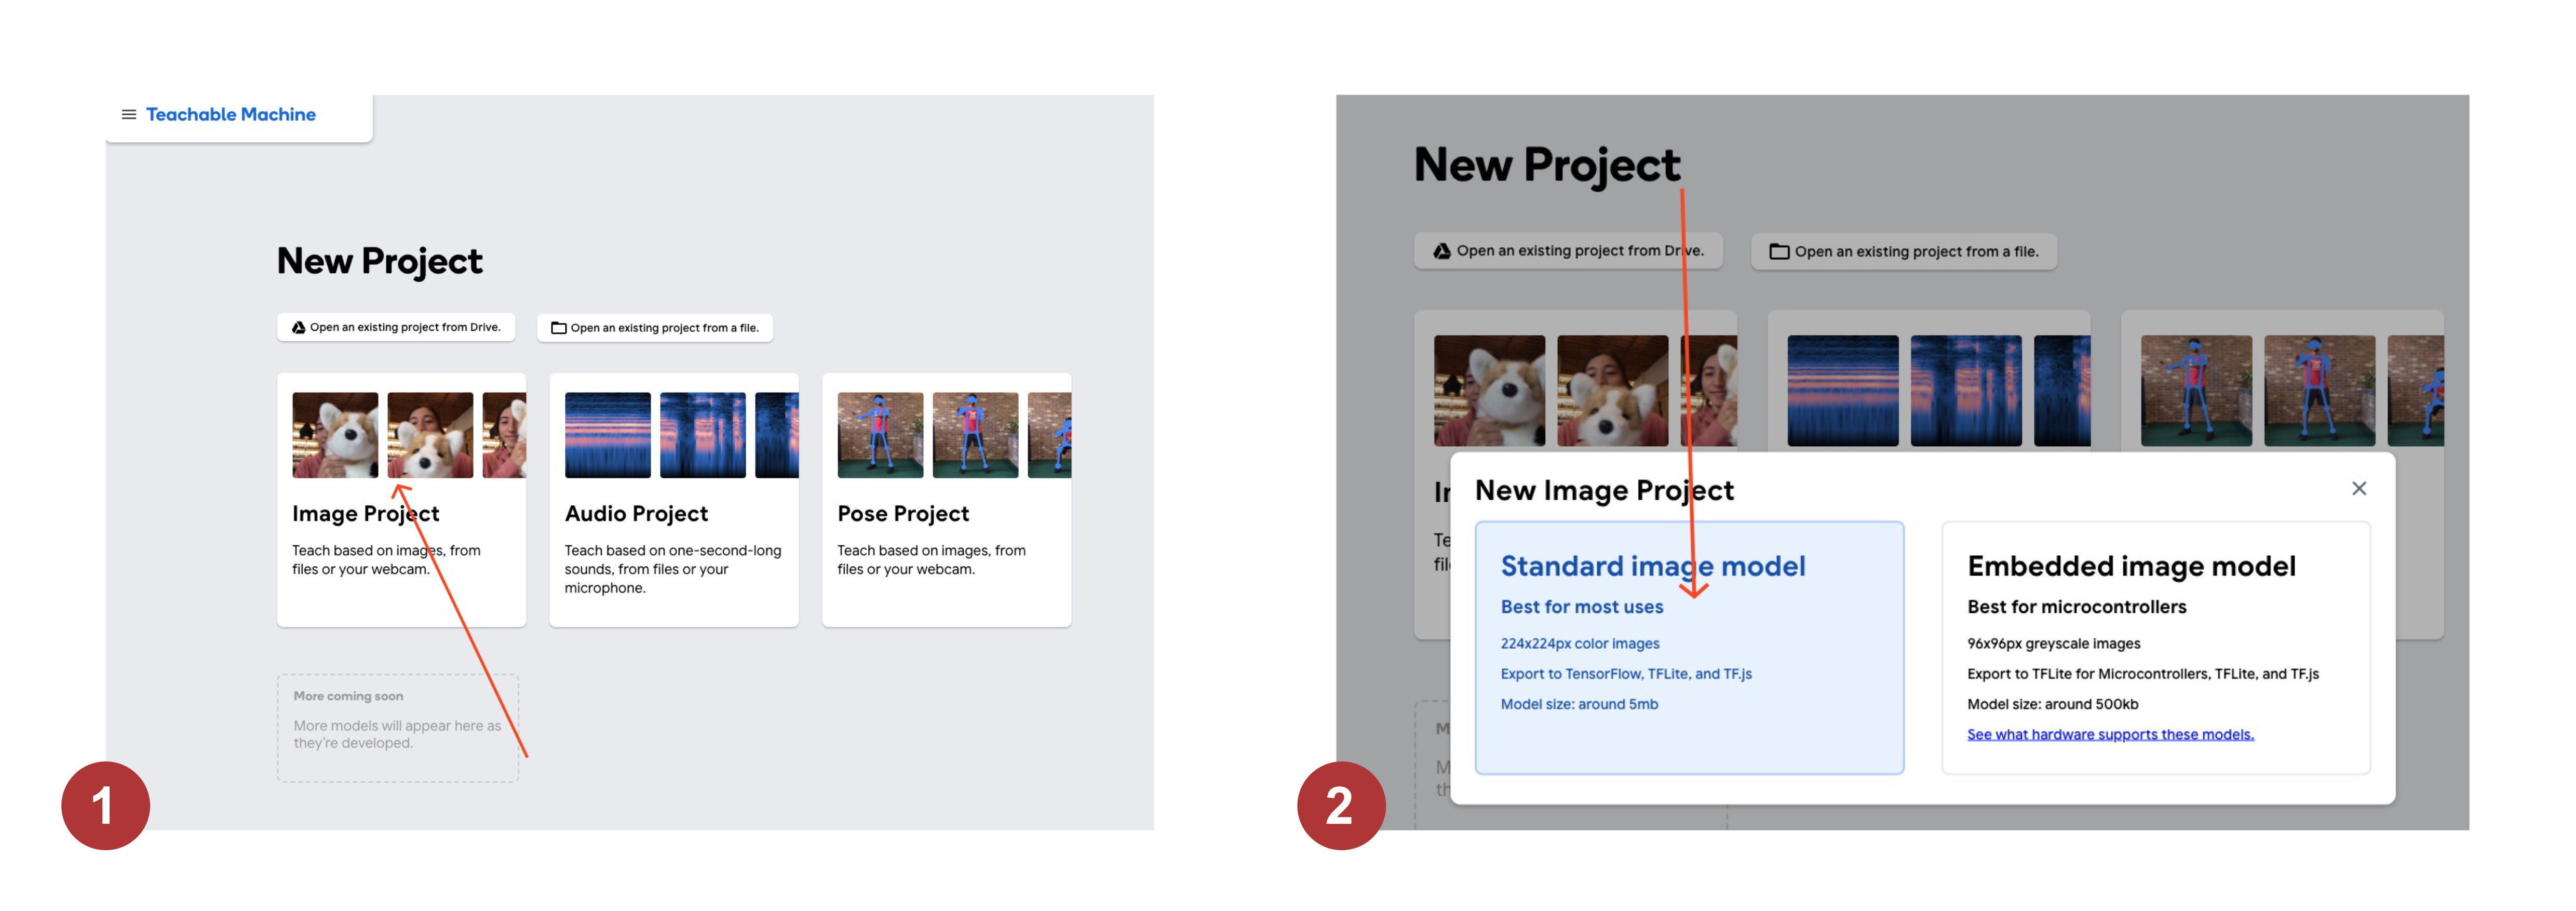 Teachable Machine
New Project
Open an existing project from Drive.
Open an existing project from a file.
Image Project
Teach based on images, from
files or your webcam.
Audio Project
Teach based on one-second-long
sounds, from files or your
microphone.
Pose Project
Teach based on images, from
files or your webcam.
More coming soon
More models will appear here as
they're developed.
1
New Project
Open an existing project from Drive.
Open an existing project from a file.
New Image Project
Standard image model
Best for most uses
224x224px color images
Export to TensorFlow, TFLite, and TF.js
Model size: around 5mb
Embedded image model
Best for microcontrollers
96x96px greyscale images
Export to TFLite for Microcontrollers, TFLite, and TF.js
Model size: around 500kb
See what hardware supports these models.
2